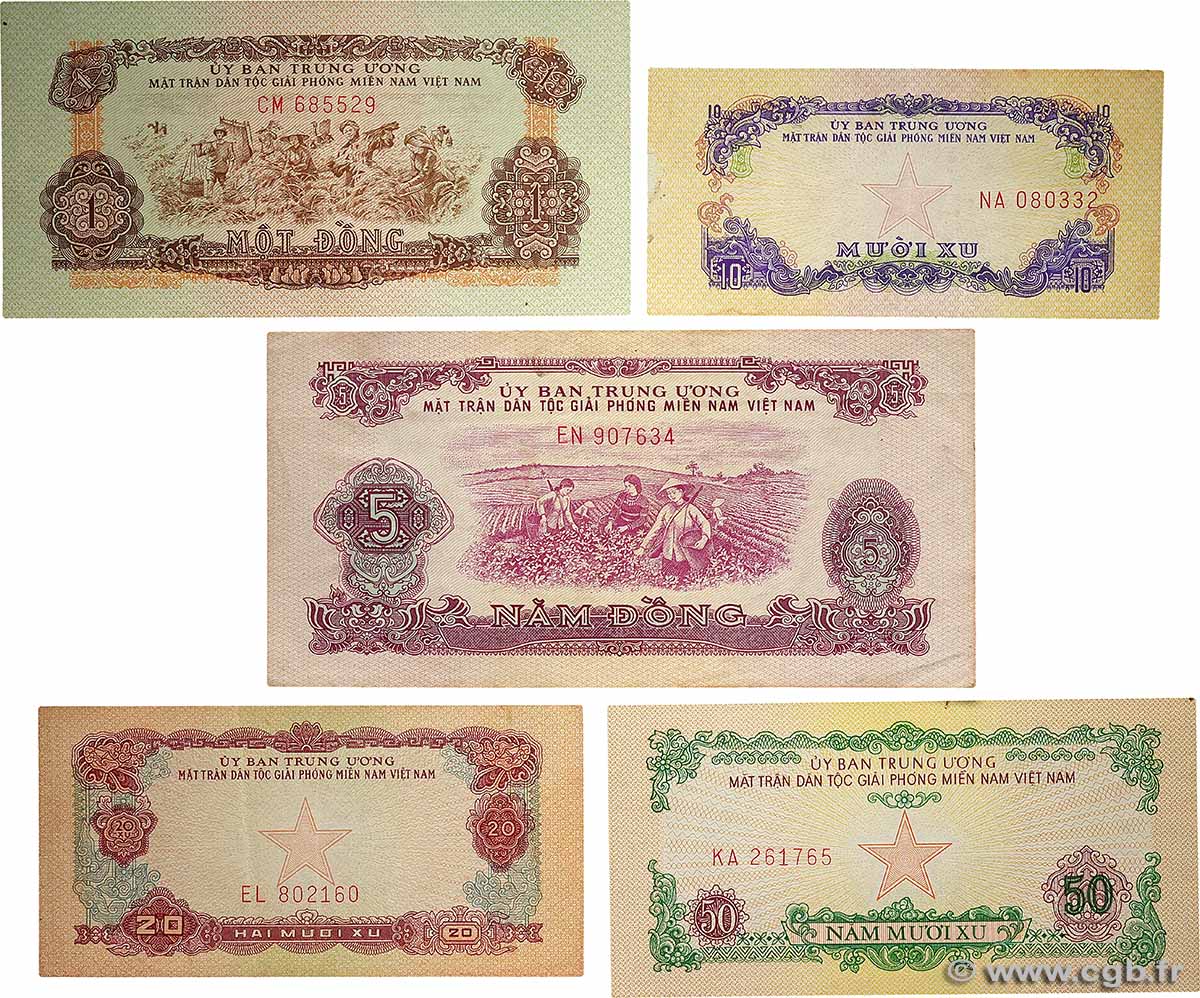 ỦY BAN TRUNG ƯƠNG
MẶT TRẬN DÂN TỘC GIẢI PHÓNG MIỀN NAM VIỆT NAM
CM 685529
1
1
MỘT ĐỒNG
10
10
ỦY BAN TRUNG ƯƠNG
MẶT TRẬN DÂN TỘC GIẢI PHÓNG MIỀN NAM VIỆT NAM
NA 080332
MƯỜI XU
10
10
5
5
ỦY BAN TRUNG ƯƠNG
MẶT TRẬN DÂN TỘC GIẢI PHÓNG MIỀN NAM VIỆT NAM
EN 907634
5
5
NĂM ĐỒNG
ỦY BAN TRUNG ƯƠNG
MẶT TRẬN DÂN TỘC GIẢI PHÓNG MIỀN NAM VIỆT NAM
20
XU
20
EL 802160
20
HAI MƯƠI XU
20
ỦY BAN TRUNG ƯƠNG
MẶT TRẬN DÂN TỘC GIẢI PHÓNG MIỀN NAM VIỆT NAM
KA 261765
50
50
NĂM MƯƠI XU
© www.cgb.fr